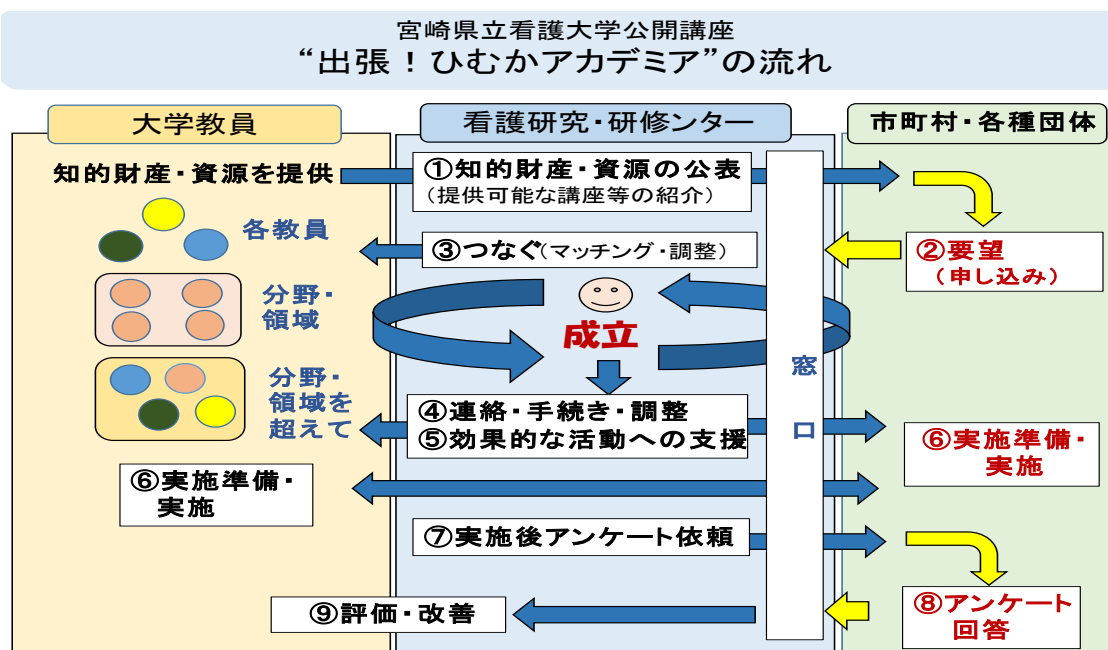 宮崎県立看護大学公開講座
“出張！ひむかアカデミア”の流れ
大学教員
看護研究・研修ンター
市町村・各種団体
知的財産・資源を提供
①知的財産・資源の公表
（提供可能な講座等の紹介）
各教員
③つなぐ（マッチング・調整）
②要望
（申し込み）
分野・
領域
成立
窓
口
分野・
領域を
超えて
④連絡・手続き・調整
⑤効果的な活動への支援
⑥実施準備・
実施
⑥実施準備・
実施
⑦実施後アンケート依頼
⑧アンケート
回答
⑨評価・改善